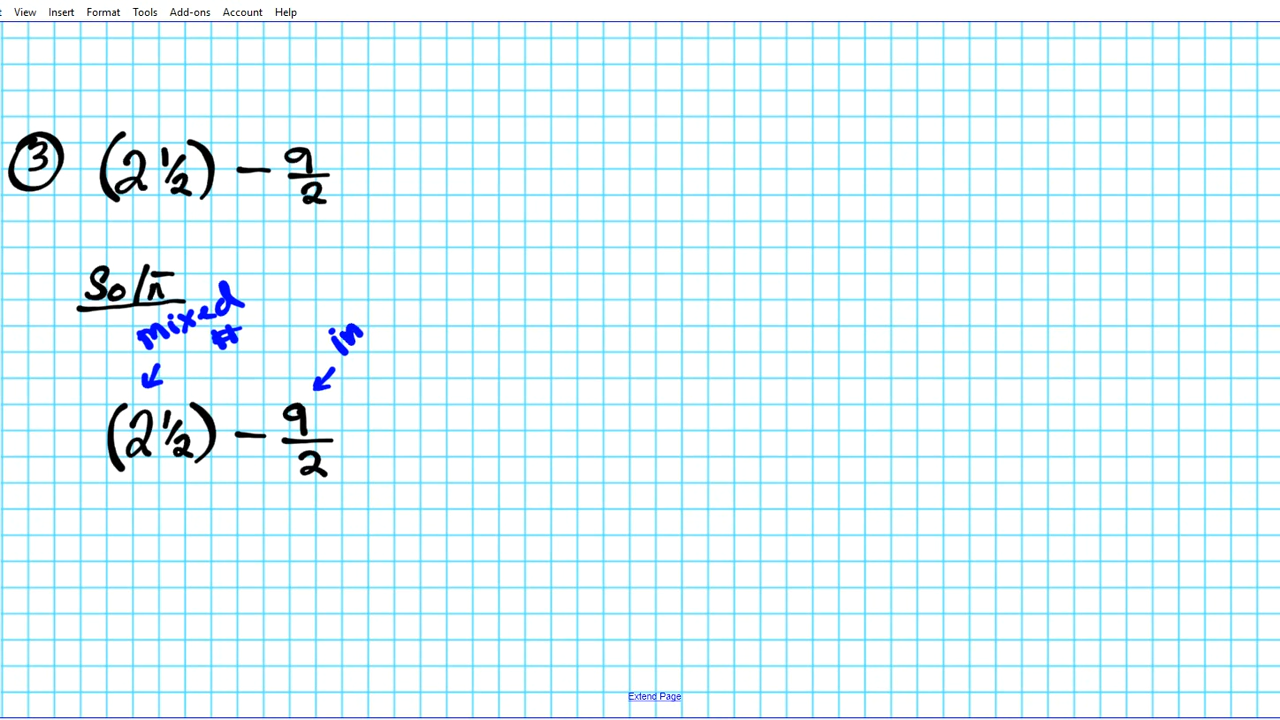 View Insert Format Tools Add-ons Account Help
3 (2 1/2) - 9/2
Sol/n
mixed
#
in
(2 1/2) - 9/2
Extend Page